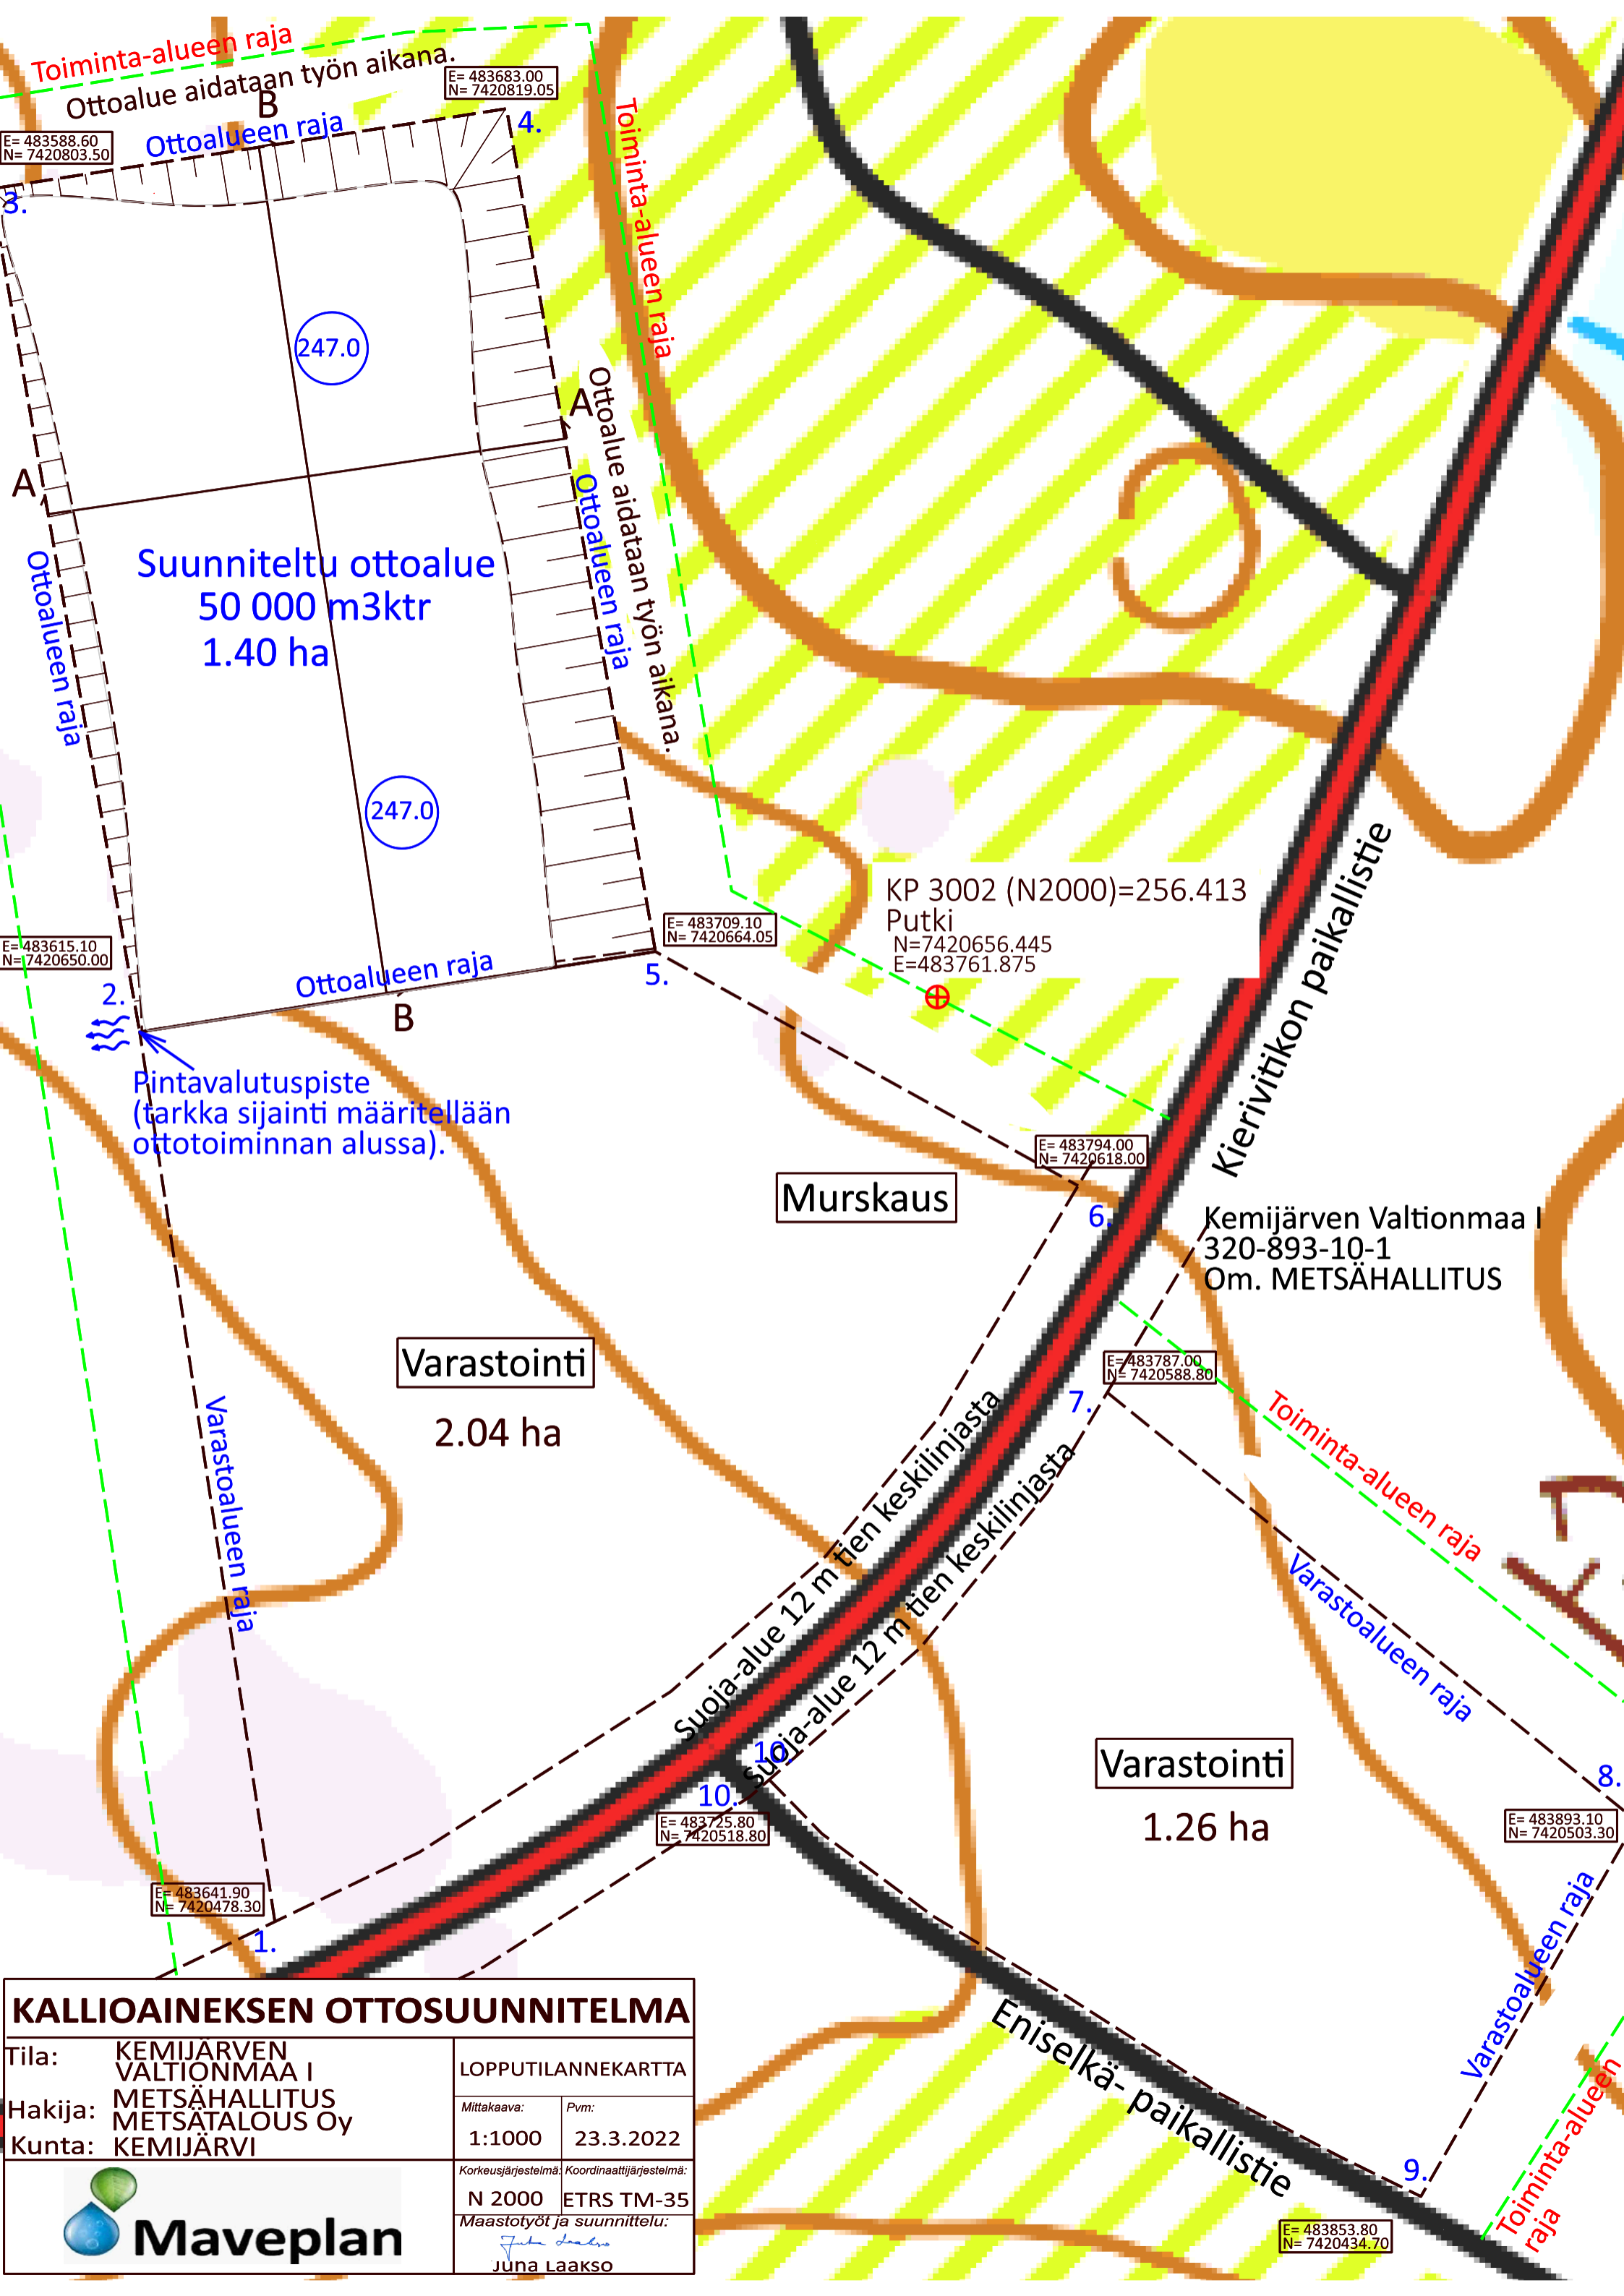 Toiminta-alueen raja
Ottoalue aidataan työn aikana.
B
Ottoalueen raja
E= 483683.00
N= 7420819.05
4.
E= 483588.60
N= 7420803.50
3.
Toiminta-alueen raja
247.0
A
A
Ottoalue aidataan työn aikana.
Ottoalueen raja
Ottoalueen raja
Suunniteltu ottoalue
50 000 m3ktr
1.40 ha
247.0
KP 3002 (N2000)=256.413
Putki
N=7420656.445
E=483761.875
Kierivitikon paikallistie
E= 483709.10
N= 7420664.05
5.
E= 483615.10
N= 7420650.00
2.
Ottoalueen raja
B
Pintavalutuspiste
(tarkka sijainti määritellään
ottotoiminnan alussa).
E= 483794.00
N= 7420618.00
6.
Murskaus
Kemijärven Valtionmaa I
320-893-10-1
Om. METSÄHALLITUS
Varastointi
2.04 ha
E= 483787.00
N= 7420588.80
7.
Varastoalueen raja
Toiminta-alueen raja
Varastoalueen raja
Suoja-alue 12 m tien keskilinjasta
Suoja-alue 12 m tien keskilinjasta
10.
10.
E= 483725.80
N= 7420518.80
Varastointi
1.26 ha
8.
E= 483893.10
N= 7420503.30
E= 483641.90
N= 7420478.30
1.
Varastoalueen raja
Eniselkä- paikallistie
9.
E= 483853.80
N= 7420434.70
Toiminta-alueen
raja
KALLIOAINEKSEN OTTOSUUNNITELMA
Tila: KEMIJÄRVEN
VALTIONMAA I
Hakija: METSÄHALLITUS
METSÄTALOUS Oy
Kunta: KEMIJÄRVI
LOPPUTILANNEKARTTA
Mittakaava: Pvm:
1:1000 23.3.2022
Korkeusjärjestelmä: Koordinaattijärjestelmä:
N 2000 ETRS TM-35
Maastotyöt ja suunnittelu:
Juha Laakso
Juha Laakso
Maveplan